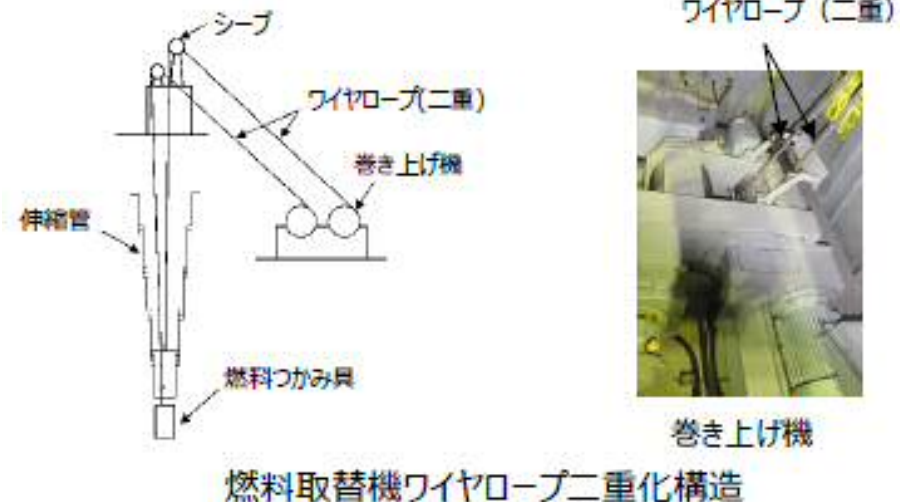 シーブ
ワイヤロープ(二重)
巻き上げ機
伸縮管
燃料つかみ具
ワイヤロープ（二重）
巻き上げ機
燃料取替機ワイヤロープ二重化構造